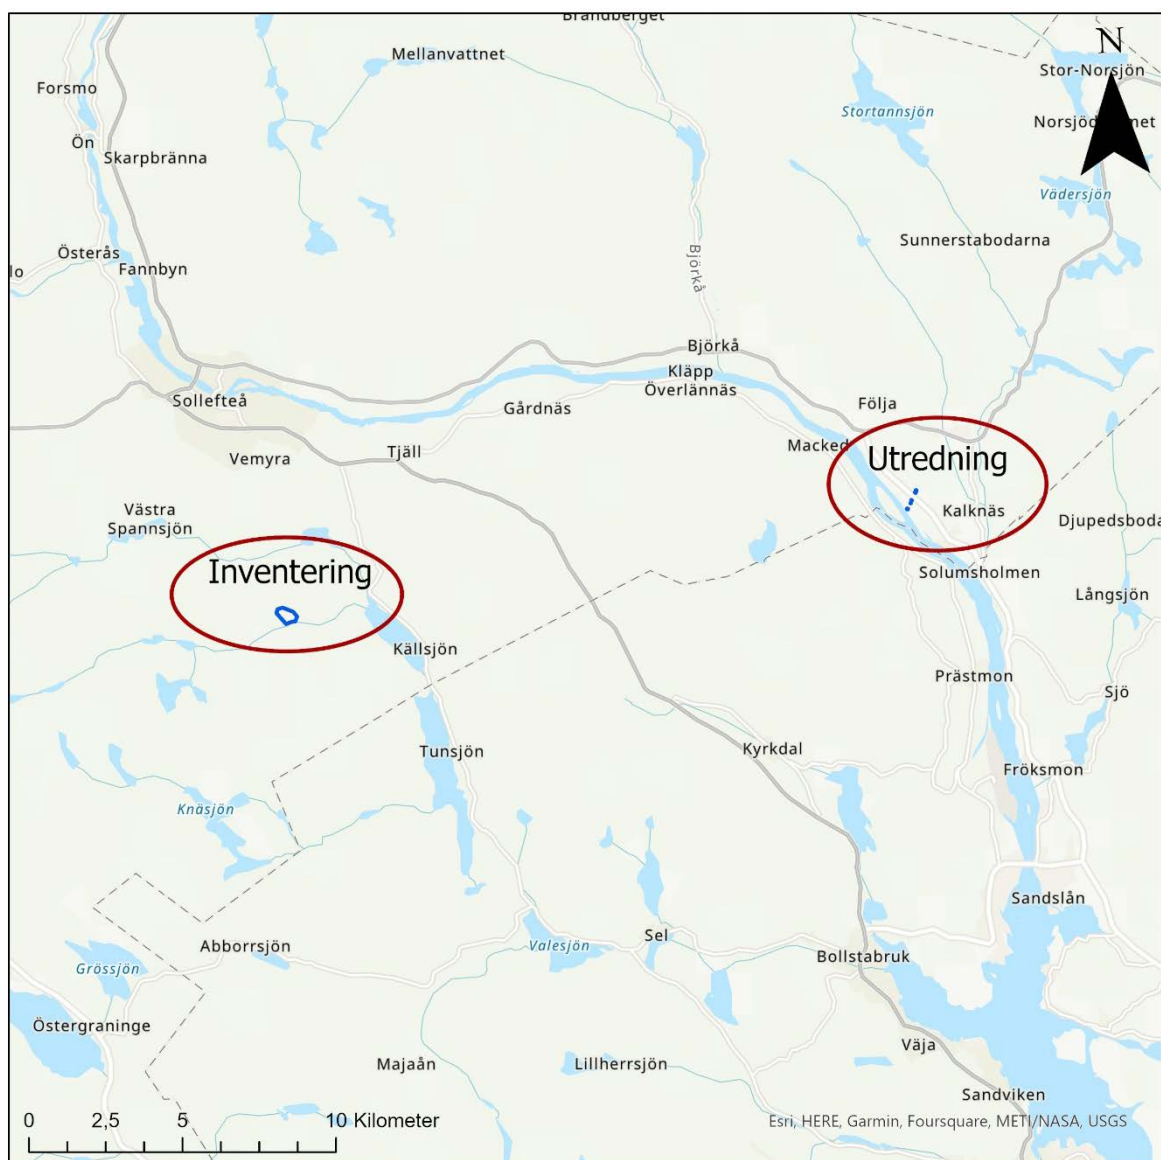 Brandberget
N
Mellanvattnet
Stor-Norsjön
Forsmo
Stortannsjön
Ön
Skarpbränna
Vädersjön
Sunnerstabodarna
Österås
lo
Fannbyn
Björkå
Björkå
Kläpp
Överlännäs
Sollefteå
Gårdnäs
Följa
Tjäll
Macked
Vemyra
Utredning
Västra
Spannsjön
Kalknäs
Djupedsboda
Inventering
Solumsholmen
Långsjön
Källsjön
Prästmon
Sjö
Tunsjön
Kyrkdal
Fröksmon
Knäsjön
Sandslån
Sel
Abborrsjön
Valesjön
Bollstabruk
Grössjön
Östergraninge
Väja
Majaån
Lillherrsjön
Sandviken
0 2,5 5 10 Kilometer
Esri, HERE, Garmin, Foursquare, METI/NASA, USGS